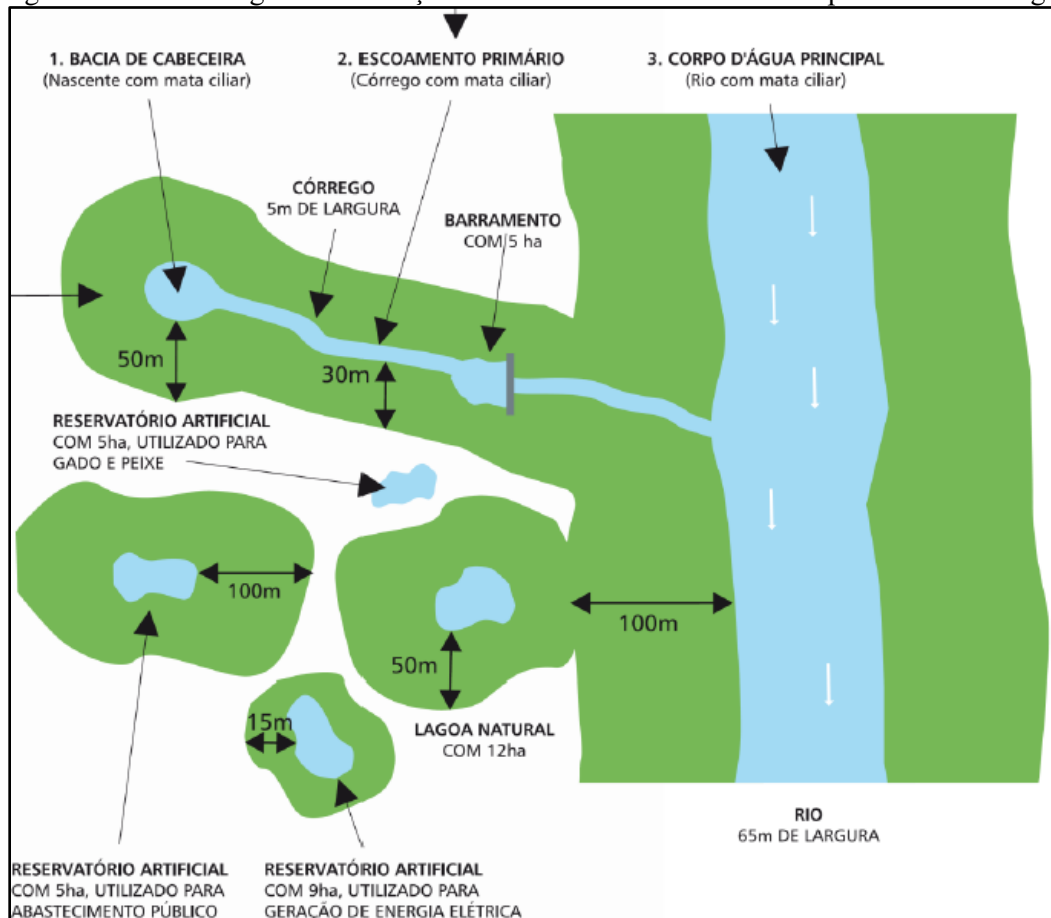 1. BACIA DE CABECEIRA
(Nascente com mata ciliar)
2. ESCOAMENTO PRIMÁRIO
(Córrego com mata ciliar)
3. CORPO D'ÁGUA PRINCIPAL
(Rio com mata ciliar)
CÓRREGO
5m DE LARGURA
BARRAMENTO
COM 5 ha
50m
30m
RESERVATÓRIO ARTIFICIAL
COM 5ha, UTILIZADO PARA
GADO E PEIXE
100m
100m
50m
15m
LAGOA NATURAL
COM 12ha
RIO
65m DE LARGURA
RESERVATÓRIO ARTIFICIAL
COM 5ha, UTILIZADO PARA
ABASTECIMENTO PÚBLICO
RESERVATÓRIO ARTIFICIAL
COM 9ha, UTILIZADO PARA
GERAÇÃO DE ENERGIA ELÉTRICA